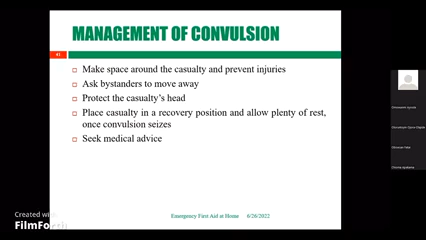 MANAGEMENT OF CONVULSION
41
Make space around the casualty and prevent injuries
Ask bystanders to move away
Protect the casualty's head
Place casualty in a recovery position and allow plenty of rest,
once convulsion seizes
Seek medical advice
Emergency First Aid at Home
6/26/2022
Created with
FilmFor